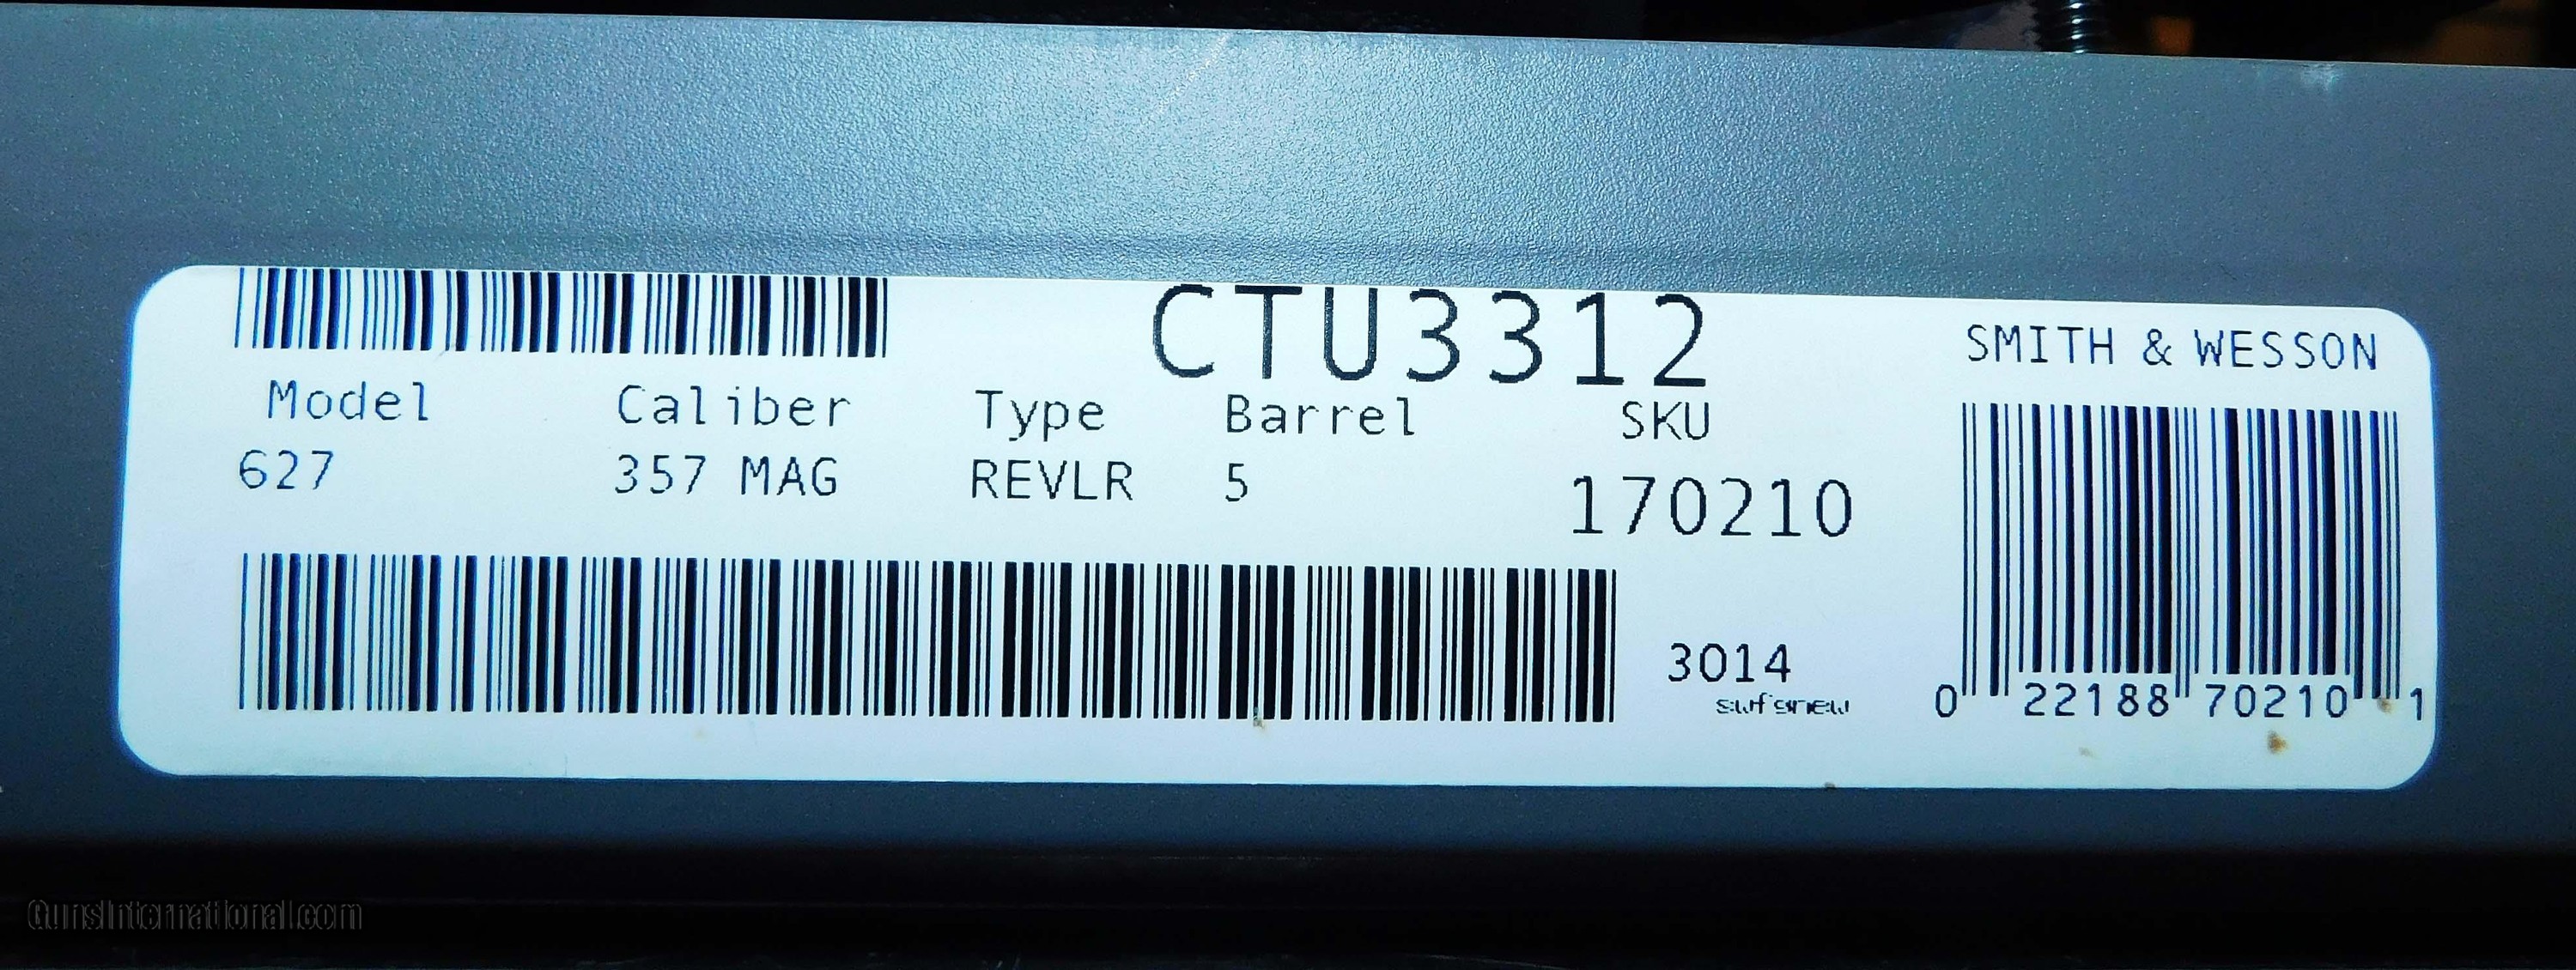 CTU3312
SMITH & WESSON
Model Caliber Type Barrel SKU
627 357 MAG REVLR 5 170210
3014
0 22188 70210 1
GunsInternational.com